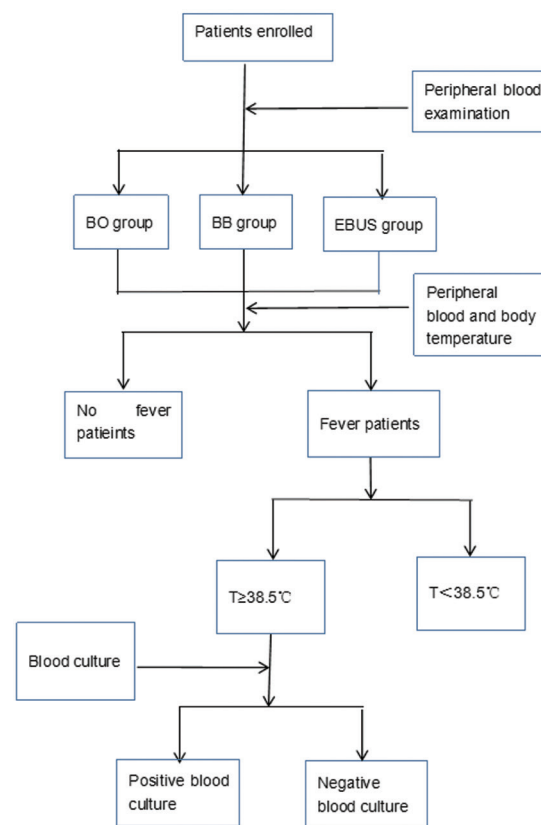 Patients enrolled
Peripheral blood
examination
BO group
BB group
EBUS group
Peripheral
blood and body
temperature
No fever
patieints
Fever patients
T≥38.5℃
T＜38.5℃
Blood culture
Positive blood
culture
Negative
blood culture